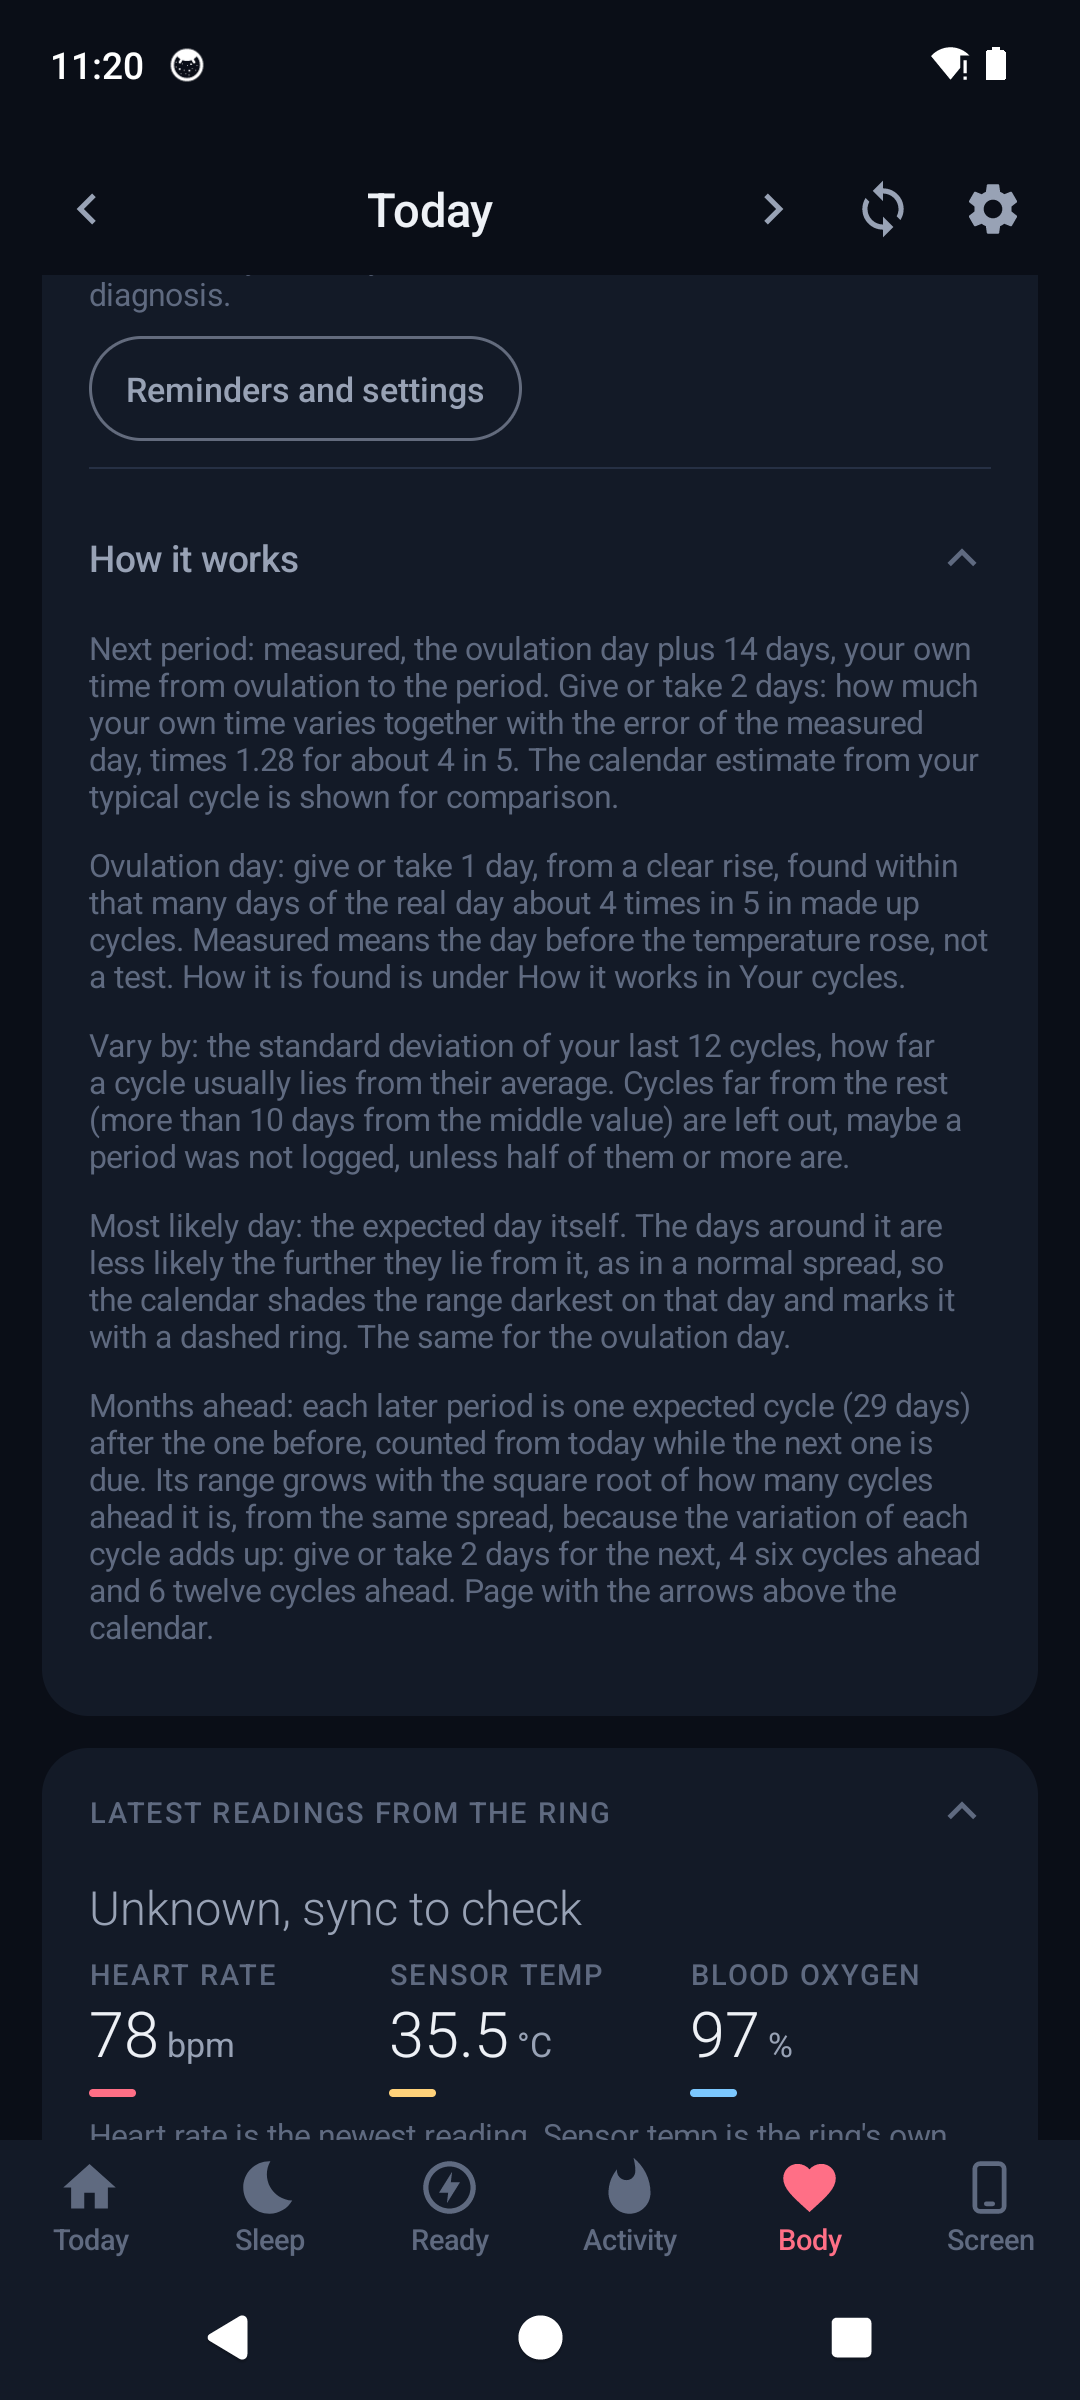 11:20
Today
diagnosis.
Reminders and settings
How it works
Next period: measured, the ovulation day plus 14 days, your own
time from ovulation to the period. Give or take 2 days: how much
your own time varies together with the error of the measured
day, times 1.28 for about 4 in 5. The calendar estimate from your
typical cycle is shown for comparison.
Ovulation day: give or take 1 day, from a clear rise, found within
that many days of the real day about 4 times in 5 in made up
cycles. Measured means the day before the temperature rose, not
a test. How it is found is under How it works in Your cycles.
Vary by: the standard deviation of your last 12 cycles, how far
a cycle usually lies from their average. Cycles far from the rest
(more than 10 days from the middle value) are left out, maybe a
period was not logged, unless half of them or more are.
Most likely day: the expected day itself. The days around it are
less likely the further they lie from it, as in a normal spread, so
the calendar shades the range darkest on that day and marks it
with a dashed ring. The same for the ovulation day.
Months ahead: each later period is one expected cycle (29 days)
after the one before, counted from today while the next one is
due. Its range grows with the square root of how many cycles
ahead it is, from the same spread, because the variation of each
cycle adds up: give or take 2 days for the next, 4 six cycles ahead
and 6 twelve cycles ahead. Page with the arrows above the
calendar.
LATEST READINGS FROM THE RING
Unknown, sync to check
HEART RATE SENSOR TEMP BLOOD OXYGEN
78 bpm 35.5 °C 97 %
Heart rate is the newest reading. Sensor temp is the ring's own
Today Sleep Ready Activity Body Screen